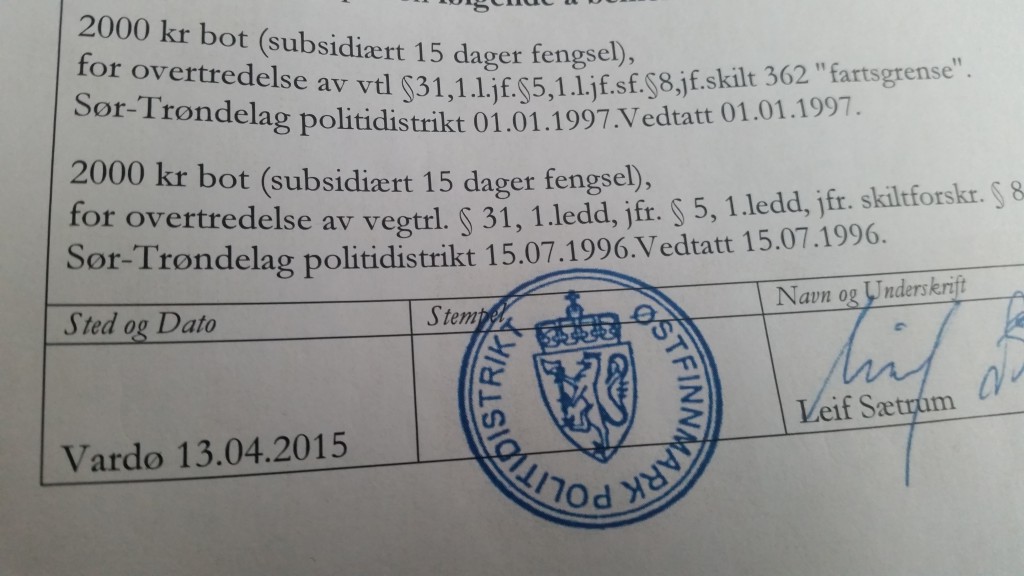 følgende å
2000 kr bot (subsidiært 15 dager fengsel),
for overtredelse av vtl §31,1.l.jf.§5,1.l.jf.sf.§8,jf.skilt 362 "fartsgrense".
Sør-Trøndelag politidistrikt 01.01.1997.Vedtatt 01.01.1997.
2000 kr bot (subsidiært 15 dager fengsel),
for overtredelse av vegtrl. § 31, 1.ledd, jfr. § 5, 1.ledd, jfr. skiltforskr. § 8
Sør-Trøndelag politidistrikt 15.07.1996.Vedtatt 15.07.1996.
Sted og Dato
Stempel
Navn og Underskrift
ØSTFINNMARK POLITIDISTRIKT
Leif Sætrum
Vardø 13.04.2015